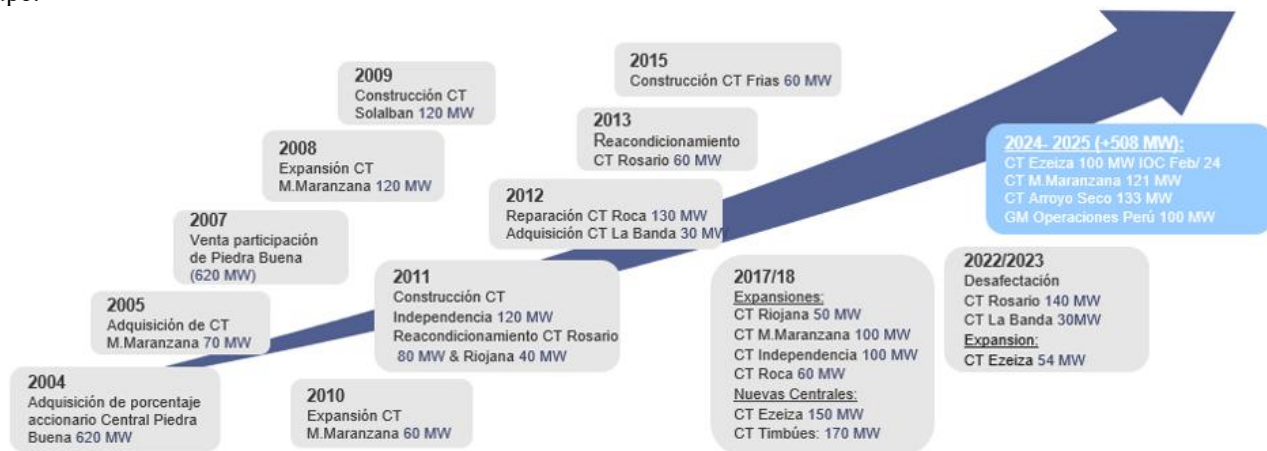 2004
Adquisición de porcentaje
accionario Central Piedra
Buena 620 MW
2005
Adquisición de CT
M.Maranzana 70 MW
2007
Venta participación
de Piedra Buena
(620 MW)
2008
Expansión CT
M.Maranzana 120 MW
2009
Construcción CT
Solalban 120 MW
2010
Expansión CT
M.Maranzana 60 MW
2011
Construcción CT
Independencia 120 MW
Reacondicionamiento CT Rosario
80 MW & Riojana 40 MW
2012
Reparación CT Roca 130 MW
Adquisición CT La Banda 30 MW
2013
Reacondicionamiento
CT Rosario 60 MW
2015
Construcción CT Frias 60 MW
2017/18
Expansiones:
CT Riojana 50 MW
CT M.Maranzana 100 MW
CT Independencia 100 MW
CT Roca 60 MW
Nuevas Centrales:
CT Ezeiza 150 MW
CT Timbúes: 170 MW
2022/2023
Desafectación
CT Rosario 140 MW
CT La Banda 30MW
Expansion:
CT Ezeiza 54 MW
2024- 2025 (+508 MW):
CT Ezeiza 100 MW IOC Feb/ 24
CT M.Maranzana 121 MW
CT Arroyo Seco 133 MW
GM Operaciones Perú 100 MW